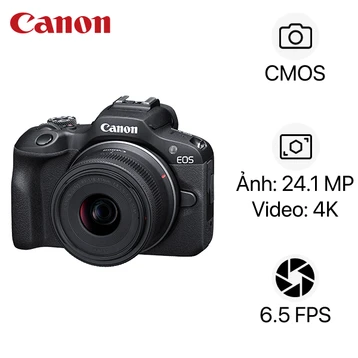 Canon
CMOS
Canon
EOS
Ảnh: 24.1 MP
Video: 4K
6.5 FPS